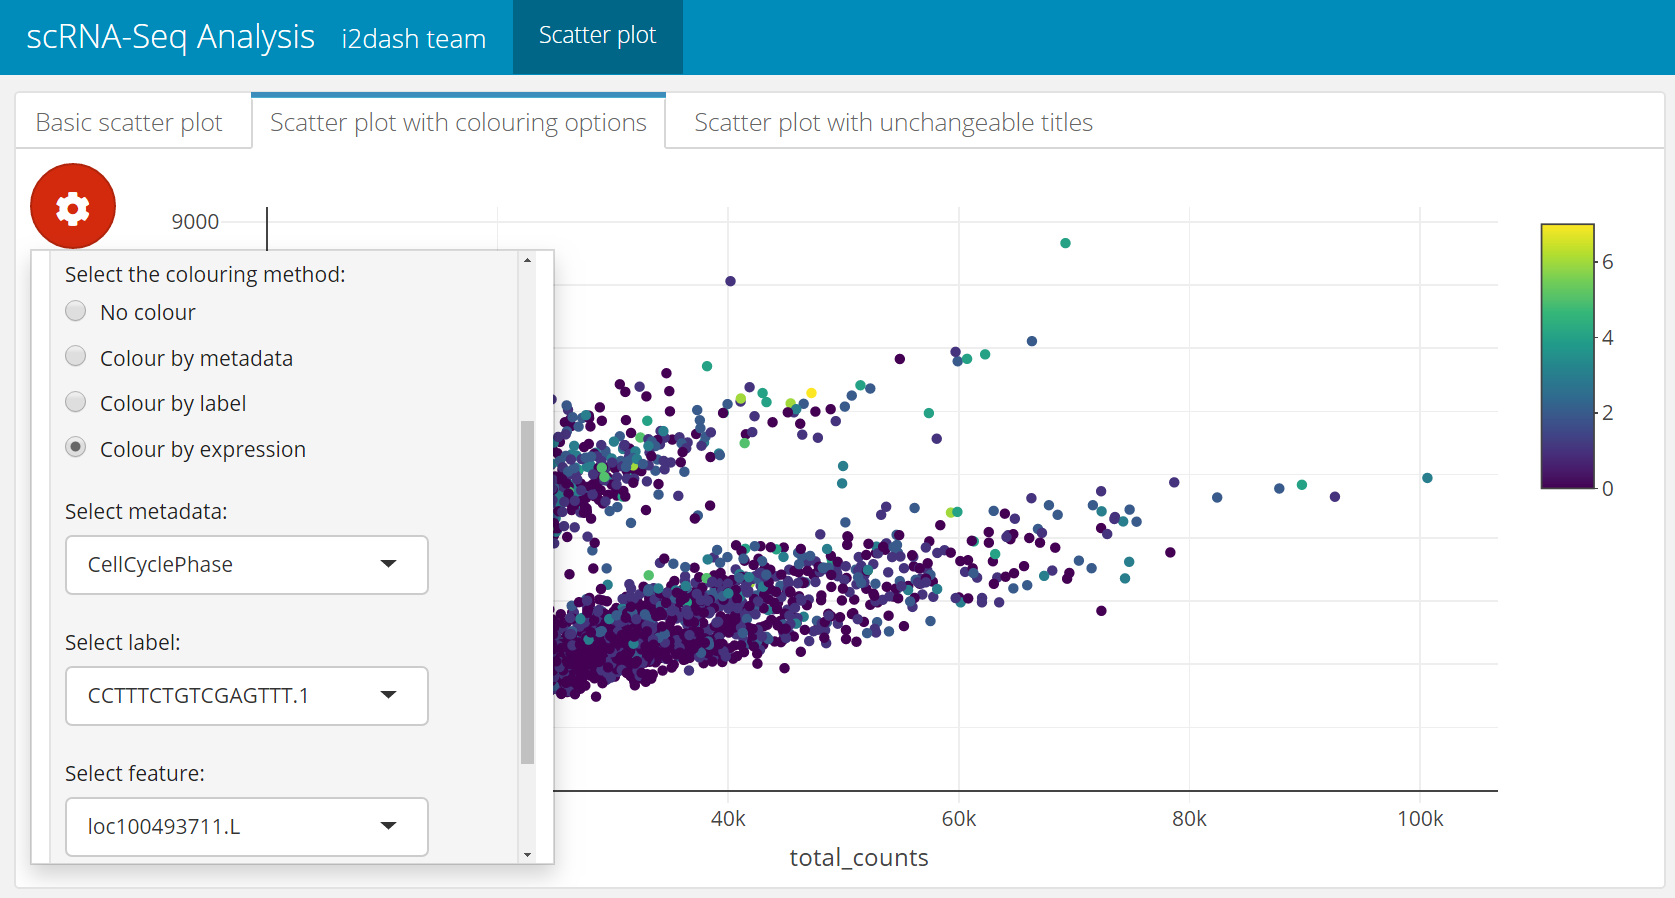 scRNA-Seq Analysis i2dash team Scatter plot
Basic scatter plot Scatter plot with colouring options Scatter plot with unchangeable titles
9000
Select the colouring method:
No colour
Colour by metadata
Colour by label
Colour by expression
Select metadata:
CellCyclePhase
Select label:
CCTTTCTGTCGAGTTT.1
Select feature:
loc100493711.L
6
4
2
0
40k 60k 80k 100k
total_counts